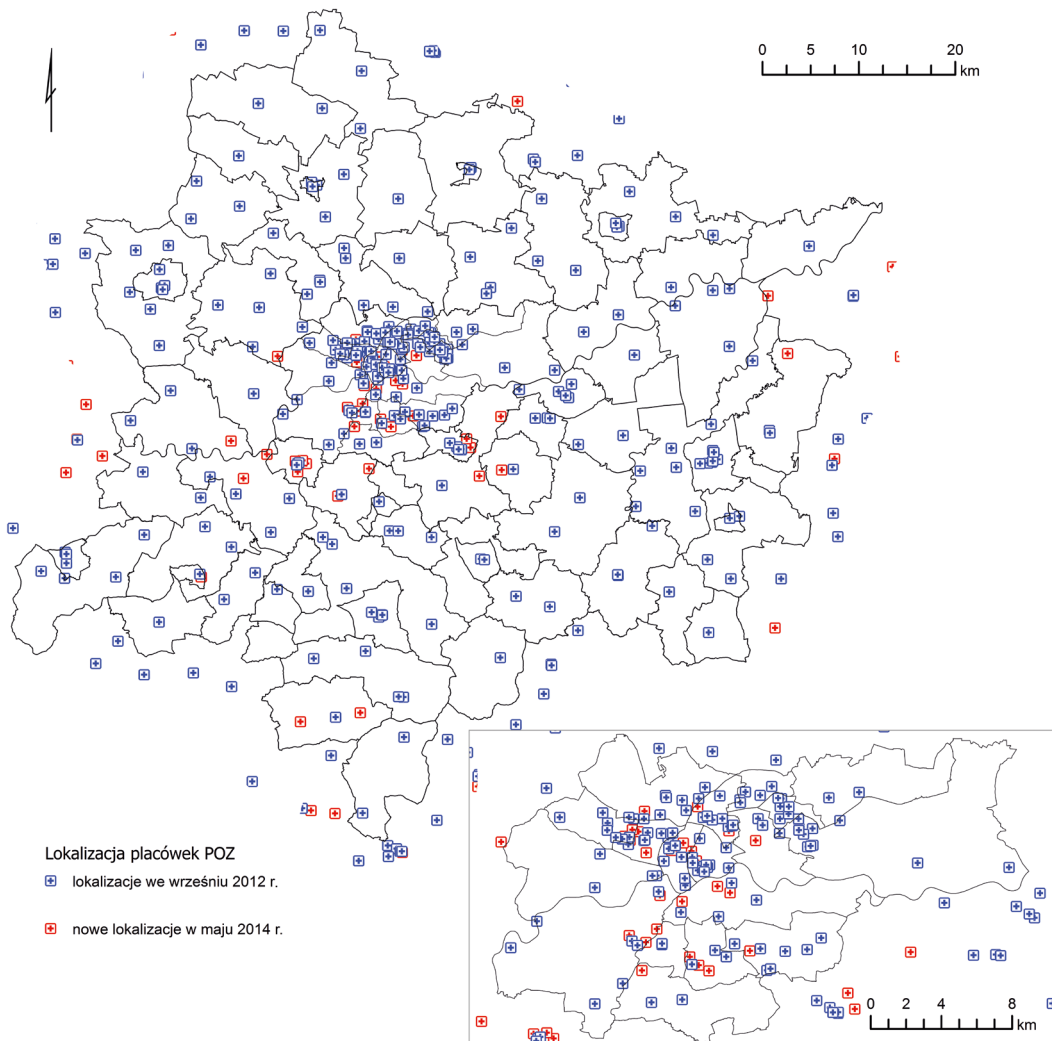 0 5 10 20
km
Lokalizacja placówek POZ
lokalizacje we wrześniu 2012 r.
nowe lokalizacje w maju 2014 r.
0 2 4 8
km